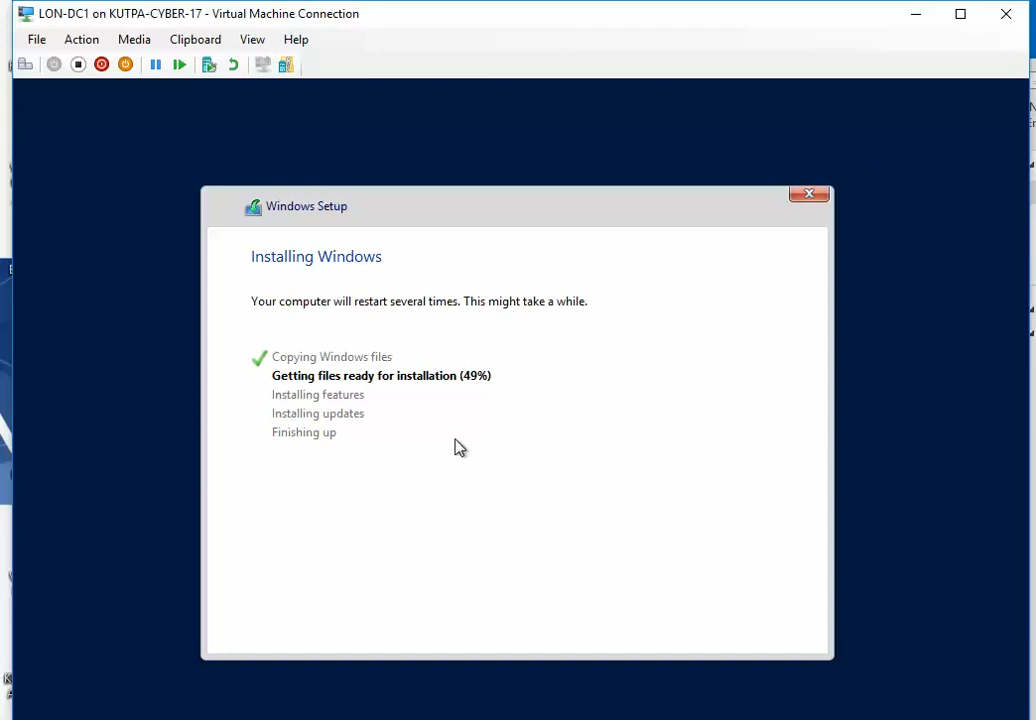 LON-DC1 on KUTPA-CYBER-17 - Virtual Machine Connection
File Action Media Clipboard View Help
Windows Setup
Installing Windows
Your computer will restart several times. This might take a while.
Copying Windows files
Getting files ready for installation (49%)
Installing features
Installing updates
Finishing up